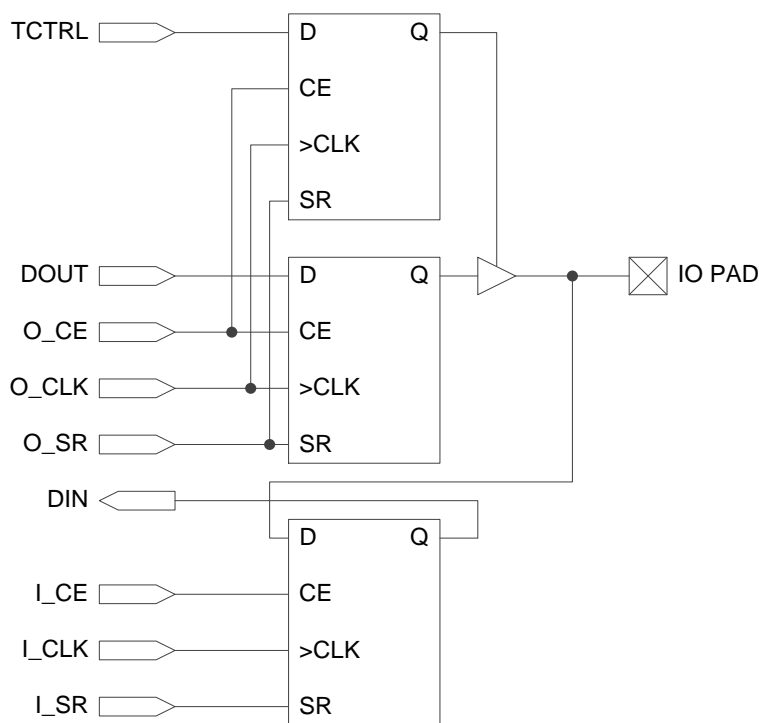 TCTRL
D Q
CE
>CLK
SR
DOUT
D Q
IO PAD
O_CE
CE
O_CLK
>CLK
O_SR
SR
DIN
D Q
I_CE
CE
I_CLK
>CLK
I_SR
SR